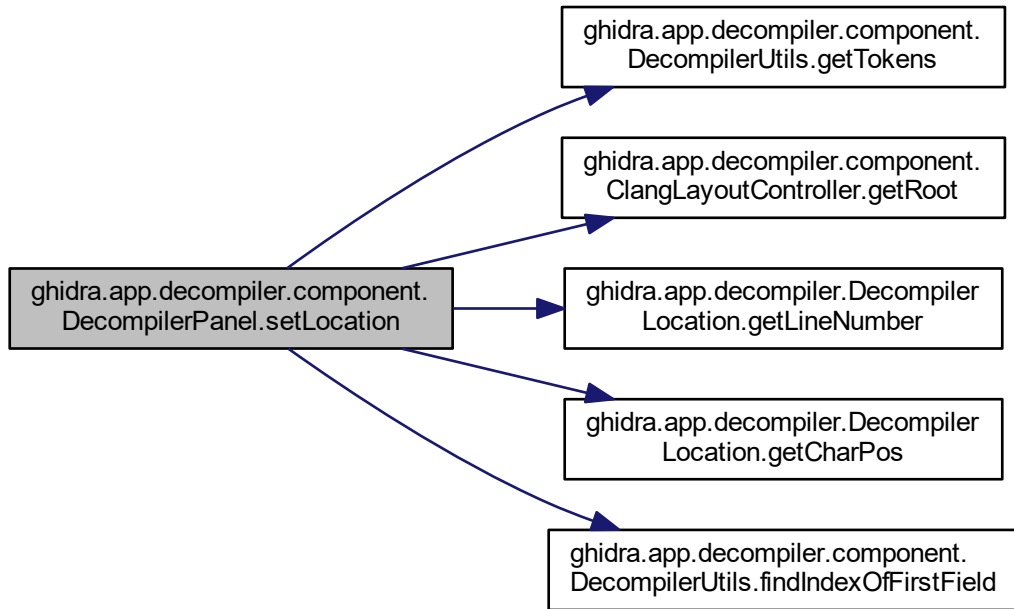 ghidra.app.decompiler.component.
DecompilerUtils.getTokens
ghidra.app.decompiler.component.
ClangLayoutController.getRoot
ghidra.app.decompiler.component.
DecompilerPanel.setLocation
ghidra.app.decompiler.Decompiler
Location.getLineNumber
ghidra.app.decompiler.Decompiler
Location.getCharPos
ghidra.app.decompiler.component.
DecompilerUtils.findIndexOfFirstField